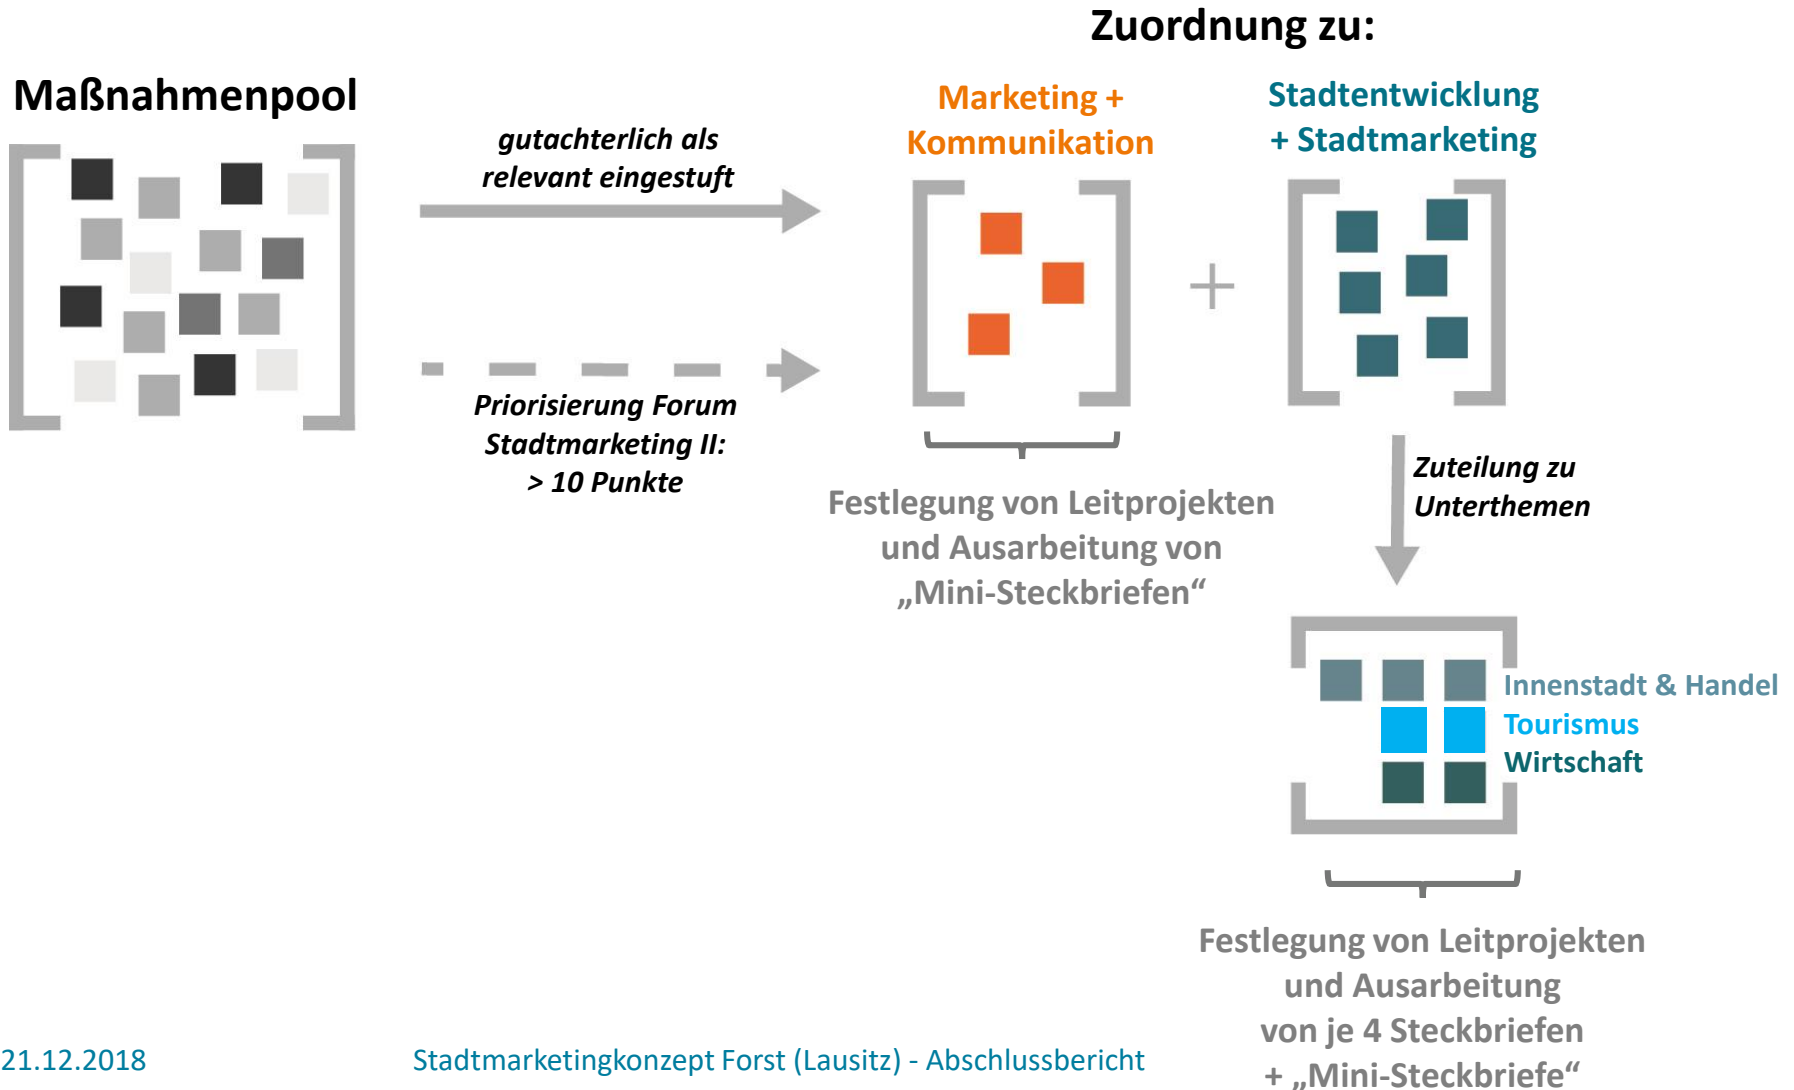 Zuordnung zu:
Maßnahmenpool
gutachterlich als
relevant eingestuft
Priorisierung Forum
Stadtmarketing II:
> 10 Punkte
Marketing +
Kommunikation
Stadtentwicklung
+ Stadtmarketing
Festlegung von Leitprojekten
und Ausarbeitung von
„Mini-Steckbriefen“
Zuteilung zu
Unterthemen
Innenstadt & Handel
Tourismus
Wirtschaft
Festlegung von Leitprojekten
und Ausarbeitung
von je 4 Steckbriefen
+ „Mini-Steckbriefe“
21.12.2018
Stadtmarketingkonzept Forst (Lausitz) - Abschlussbericht